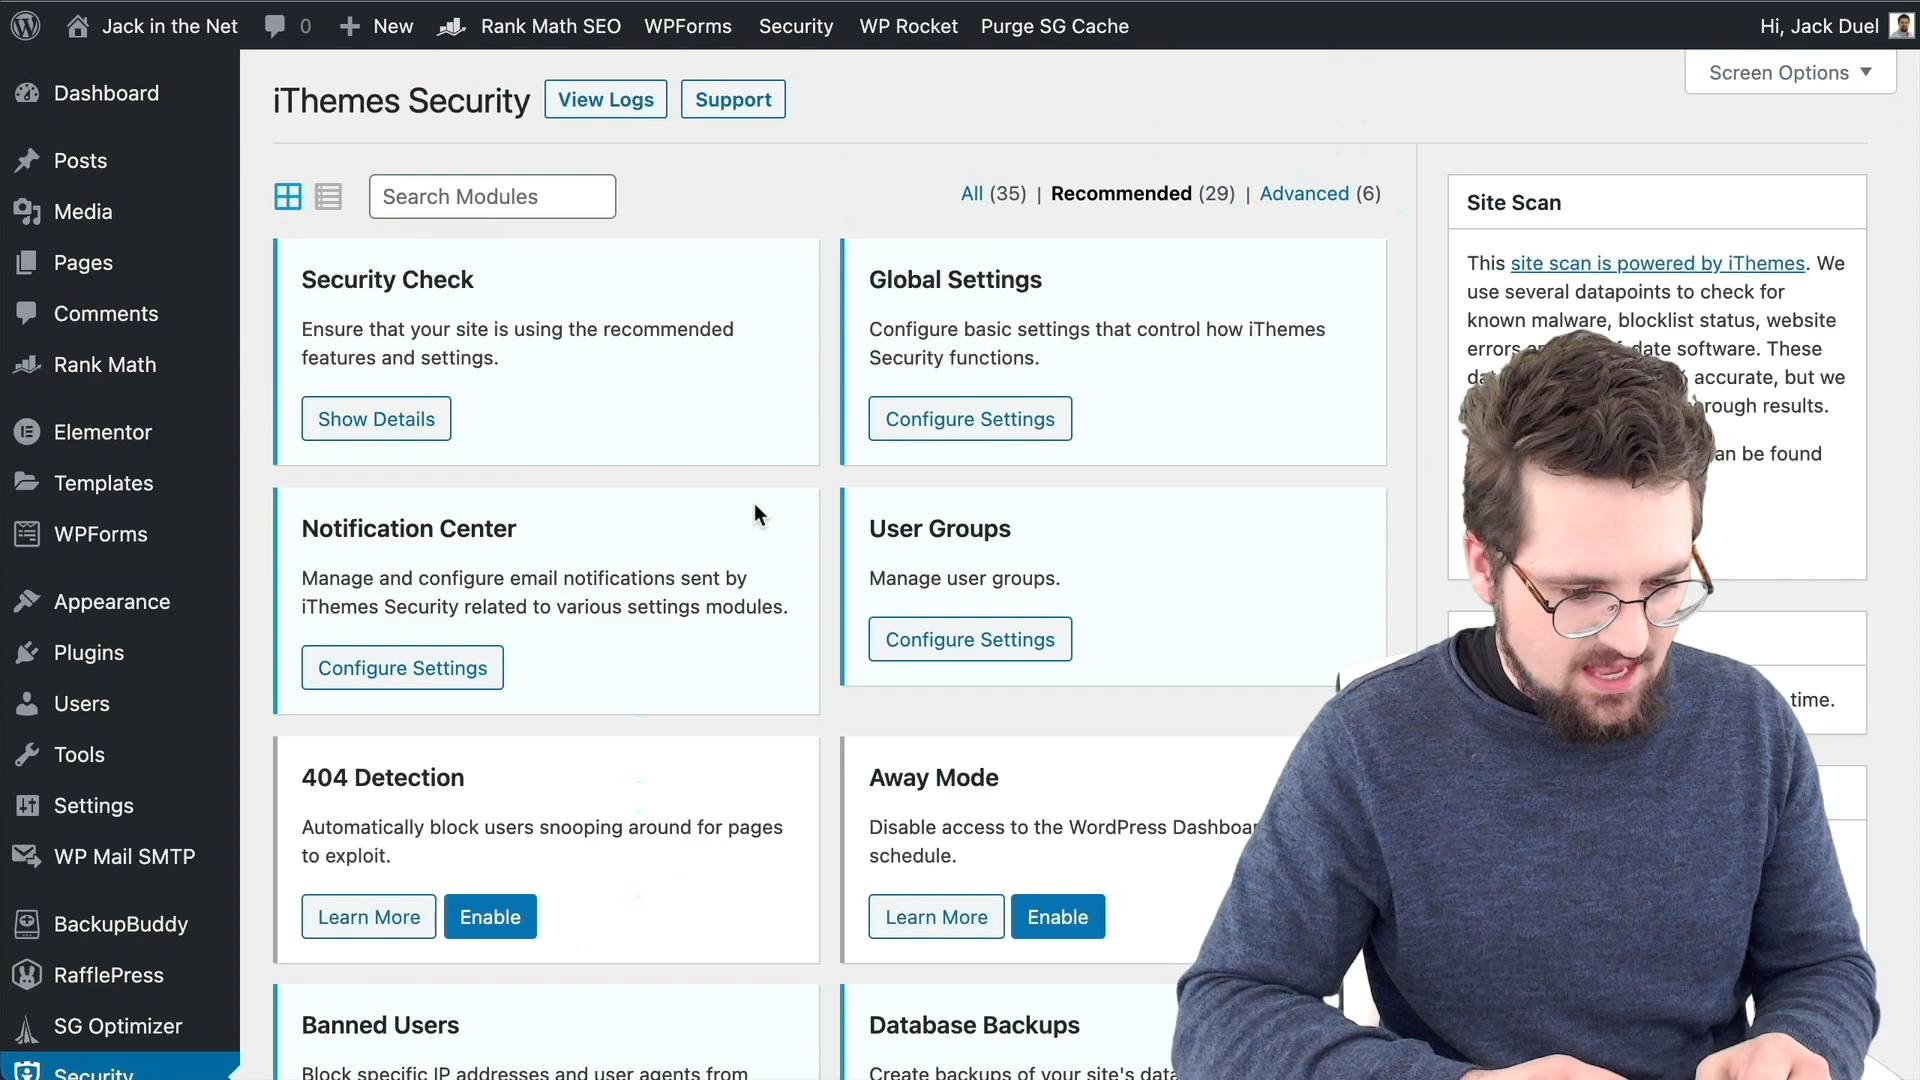 Jack in the Net 0 New Rank Math SEO WPForms Security WP Rocket Purge SG Cache Hi, Jack Duel
Screen Options
Dashboard
Posts
Media
Pages
Comments
Rank Math
Elementor
Templates
WPForms
Appearance
Plugins
Users
Tools
Settings
WP Mail SMTP
BackupBuddy
RafflePress
SG Optimizer
Security
iThemes Security View Logs Support
Search Modules
All (35) | Recommended (29) | Advanced (6)
Security Check
Ensure that your site is using the recommended
features and settings.
Show Details
Global Settings
Configure basic settings that control how iThemes
Security functions.
Configure Settings
Notification Center
Manage and configure email notifications sent by
iThemes Security related to various settings modules.
Configure Settings
User Groups
Manage user groups.
Configure Settings
404 Detection
Automatically block users snooping around for pages
to exploit.
Learn More Enable
Away Mode
Disable access to the WordPress
schedule.
Learn More Enable
Banned Users
Block specific IP addresses and user agents from
Database Backups
Create backups of your site's
Site Scan
This site scan is powered by iThemes. We
use several datapoints to check for
known malware, blocklist status, website
errors date software. These
accurate, but we
results.
an be found
time.